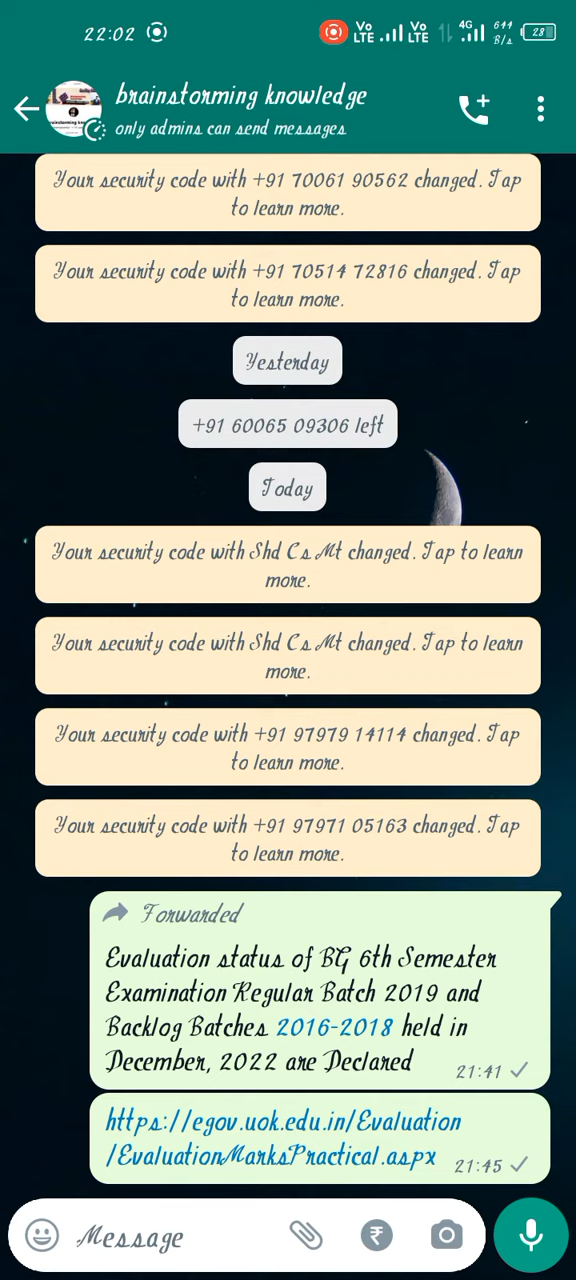 22:02
Vo LTE Vo LTE 4G 611 B/s 28
brainstorming knowledge
only admins can send messages
Your security code with +91 70061 90562 changed. Tap
to learn more.
Your security code with +91 70514 72816 changed. Tap
to learn more.
Yesterday
+91 60065 09306 left
Today
Your security code with Shd Cs Mt changed. Tap to learn
more.
Your security code with Shd Cs Mt changed. Tap to learn
more.
Your security code with +91 97979 14114 changed. Tap
to learn more.
Your security code with +91 97971 05163 changed. Tap
to learn more.
Forwarded
Evaluation status of BG 6th Semester
Examination Regular Batch 2019 and
Backlog Batches 2016-2018 held in
December, 2022 are Declared 21:41
https://egov.uok.edu.in/Evaluation
/EvaluationMarksPractical.aspx 21:45
Message